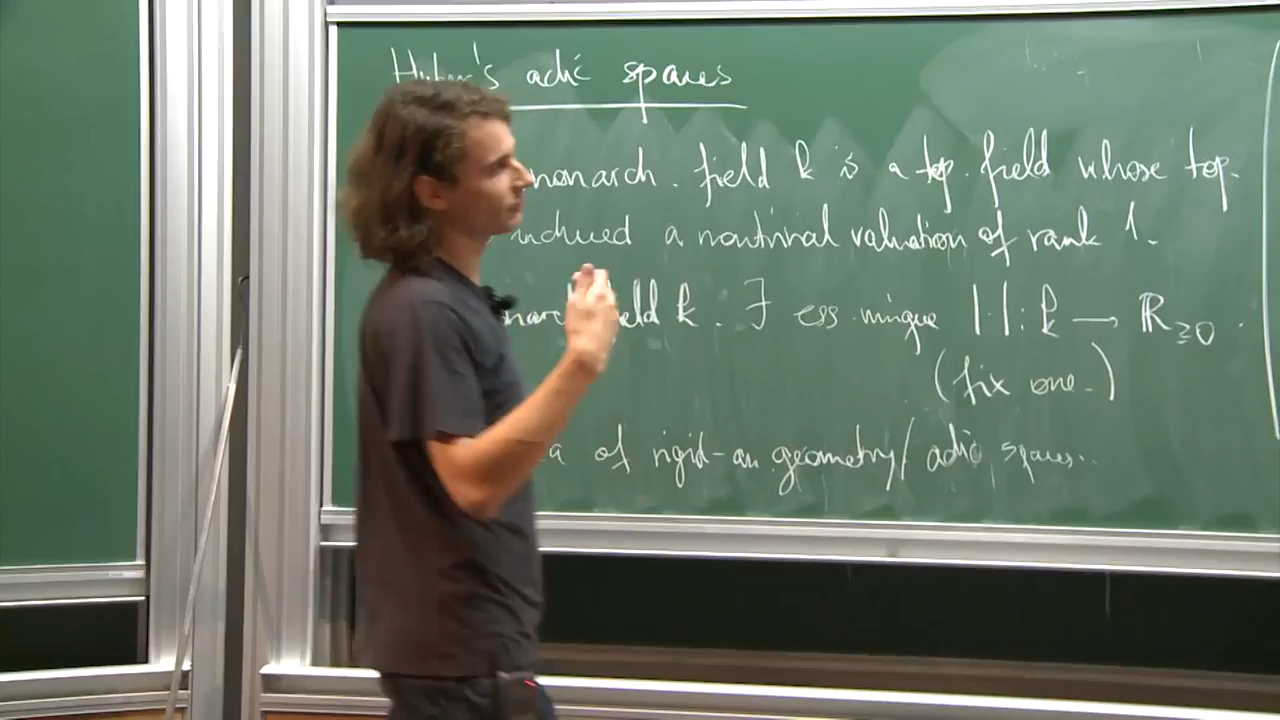 Huber's adic spaces
nonarch. field k is a top. field whose top.
induced a nontrivial valuation of rank 1.
field k. ∃ ess. unique | |: k → ℝ≥0.
(fix one.)
of rigid-an. geometry/adic spaces..